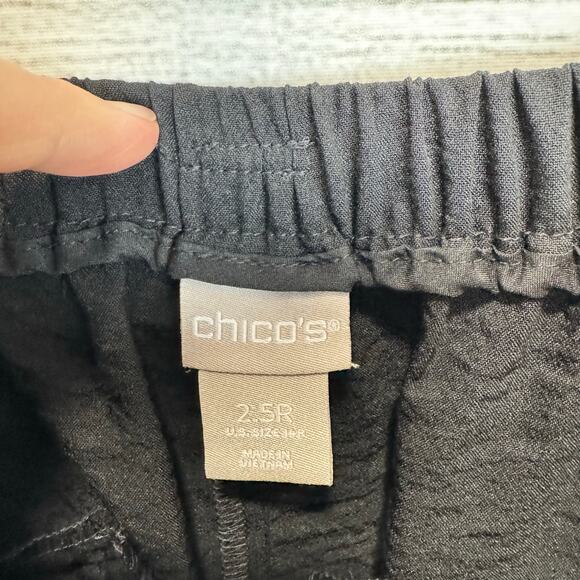 chico's®
2.5R
U.S. SIZE 14R
MADE IN
VIETNAM